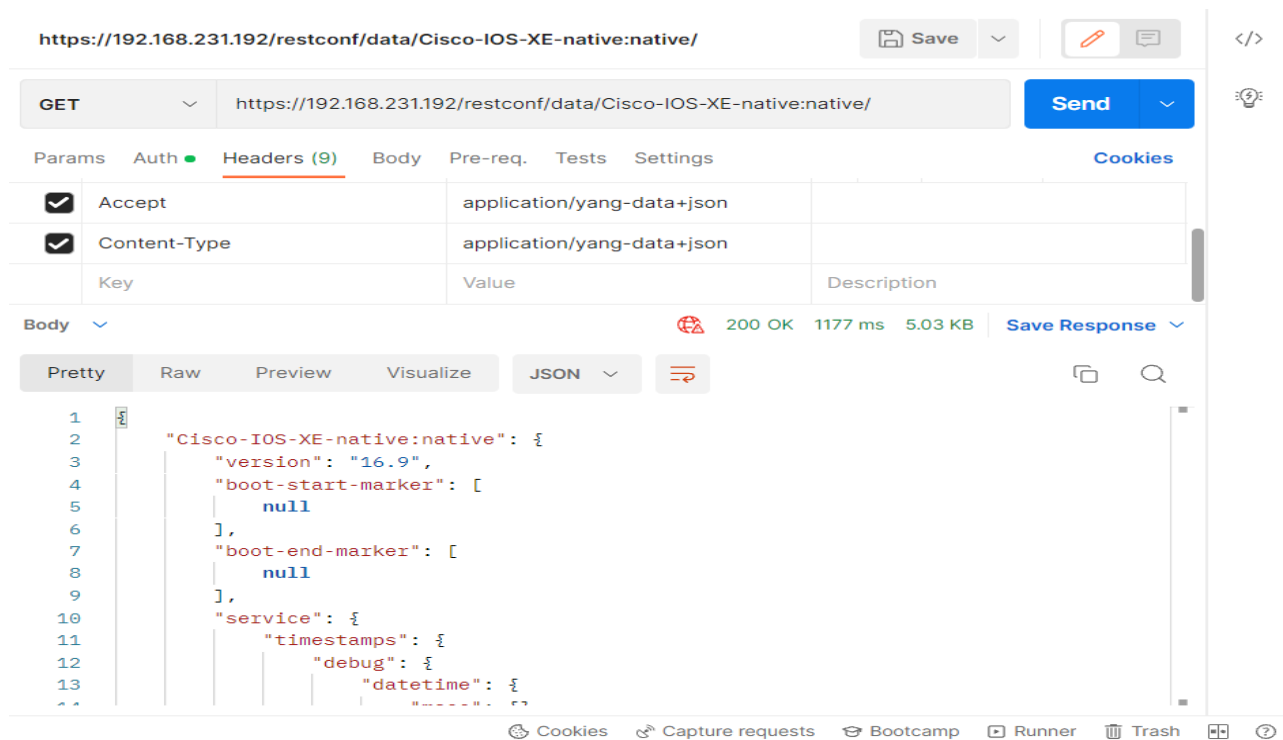 https://192.168.231.192/restconf/data/Cisco-IOS-XE-native:native/ Save </>
GET https://192.168.231.192/restconf/data/Cisco-IOS-XE-native:native/ Send
Params Auth Headers (9) Body Pre-req. Tests Settings Cookies
Accept application/yang-data+json
Content-Type application/yang-data+json
Key Value Description
Body 200 OK 1177 ms 5.03 KB Save Response
Pretty Raw Preview Visualize JSON
1 {
2 "Cisco-IOS-XE-native:native": {
3 "version": "16.9",
4 "boot-start-marker": [
5 null
6 ],
7 "boot-end-marker": [
8 null
9 ],
10 "service": {
11 "timestamps": {
12 "debug": {
13 "datetime": {
Cookies Capture requests Bootcamp Runner Trash